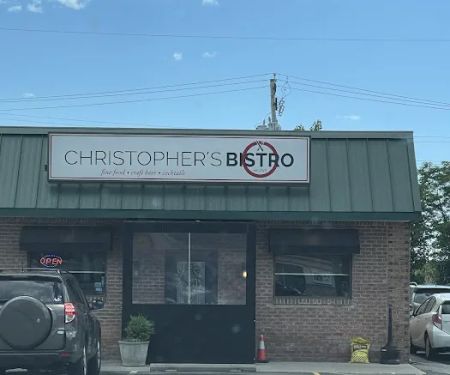 CHRISTOPHER'S BISTRO
fine food • craft beer • cocktails
OPEN